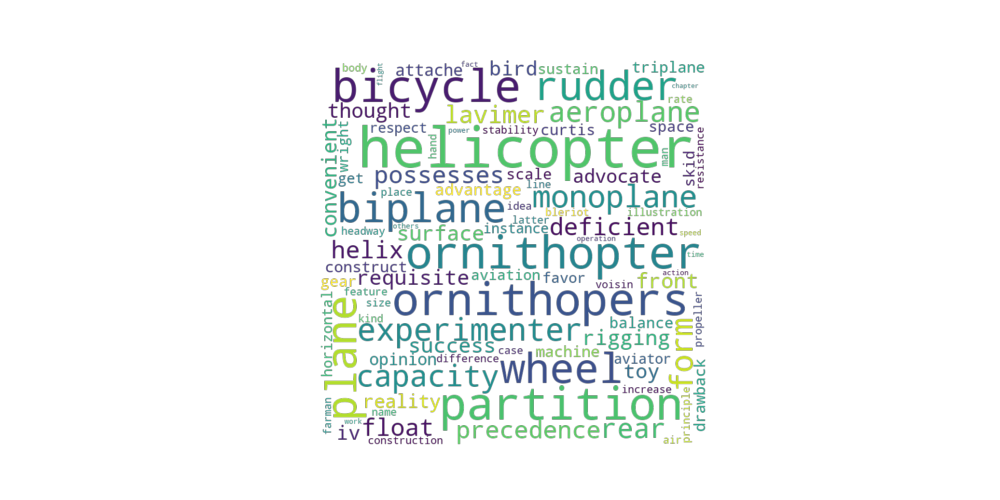 body attache fact bird sustain triplane
flight bicycle rudder chapter
thought lavimer aeroplane rate
convenient wright respect hand power stability curtis space
helicopter man skid resistance
get possesses scale advocate
place advantage line monoplane
biplane idea bleriot illustration
headway others surface latter instance deficient speed
helix ornithopter operation time
construct requisite aviation favor front action
gear feature voisin
horizontal size ornithopers propeller
plane kind experimenter balance form
success rigging
opinion difference case machine aviator
capacity wheel toy drawback
reality increase principle
name partition
farman work float precedence rear
iv construction air